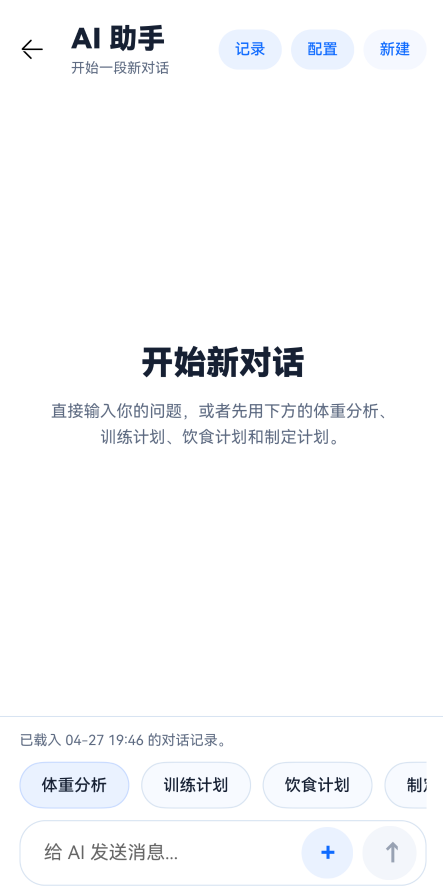 AI 助手
开始一段新对话
记录
配置
新建
开始新对话
直接输入你的问题，或者先用下方的体重分析、
训练计划、饮食计划和制定计划。
已载入 04-27 19:46 的对话记录。
体重分析
训练计划
饮食计划
制
给 AI 发送消息...
+
↑